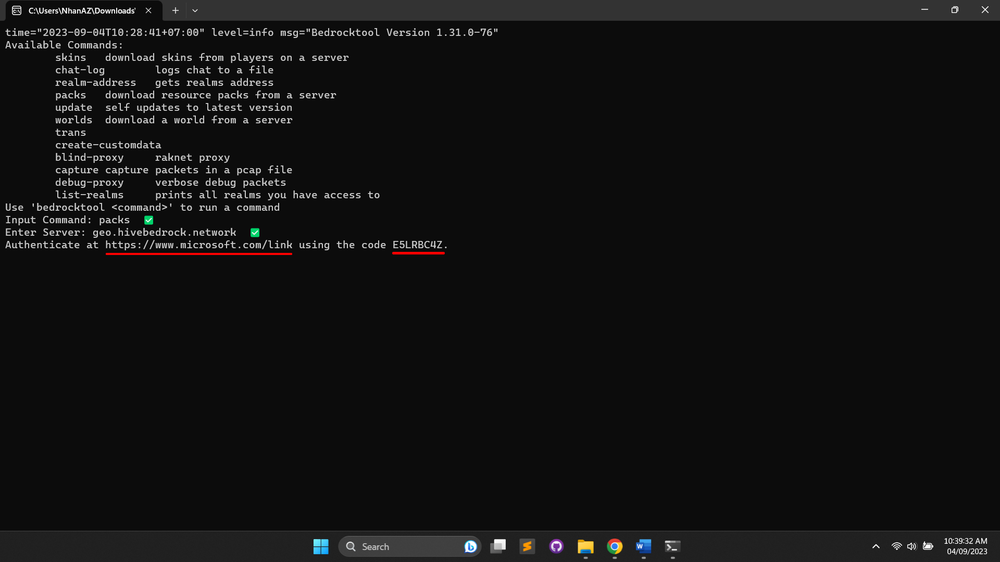 C:\Users\NhanAZ\Downloads\
time="2023-09-04T10:28:41+07:00" level=info msg="Bedrocktool Version 1.31.0-76"
Available Commands:
skins download skins from players on a server
chat-log logs chat to a file
realm-address gets realms address
packs download resource packs from a server
update self updates to latest version
worlds download a world from a server
trans
create-customdata
blind-proxy raknet proxy
capture capture packets in a pcap file
debug-proxy verbose debug packets
list-realms prints all realms you have access to
Use 'bedrocktool <command>' to run a command
Input Command: packs ✅
Enter Server: geo.hivebedrock.network ✅
Authenticate at https://www.microsoft.com/link using the code E5LRBC4Z.
Search
10:39:32 AM
04/09/2023